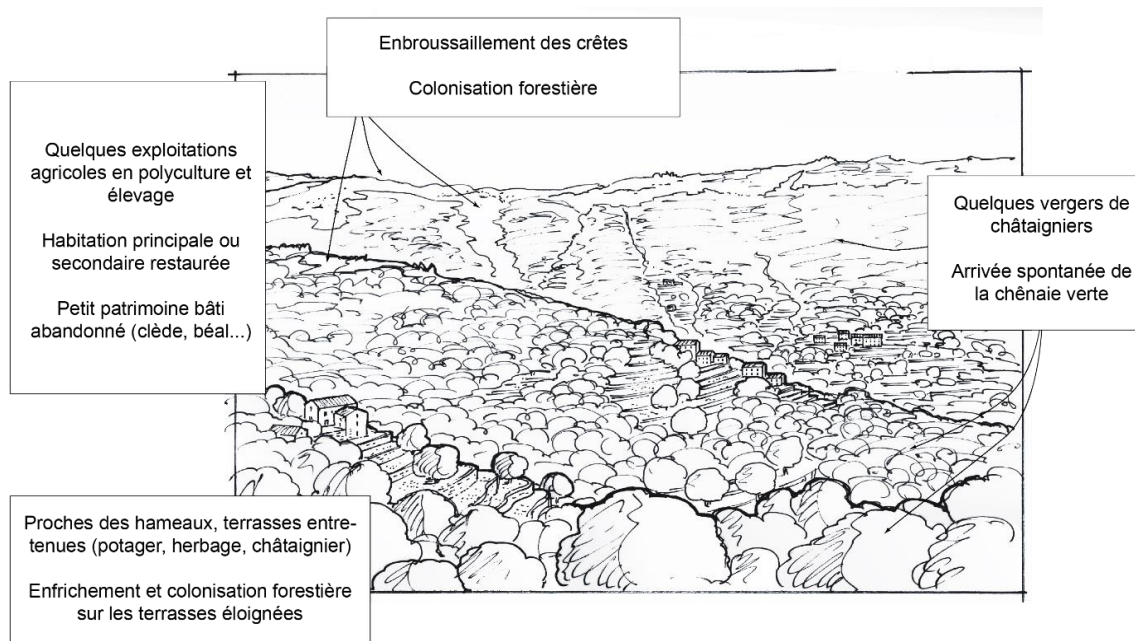 Enbroussaillement des crêtes
Colonisation forestière
Quelques exploitations
agricoles en polyculture et
élevage
Habitation principale ou
secondaire restaurée
Petit patrimoine bâti
abandonné (clède, béal...)
Quelques vergers de
châtaigniers
Arrivée spontanée de
la chênaie verte
Proches des hameaux, terrasses entre-
tenues (potager, herbage, châtaignier)
Enfrichement et colonisation forestière
sur les terrasses éloignées